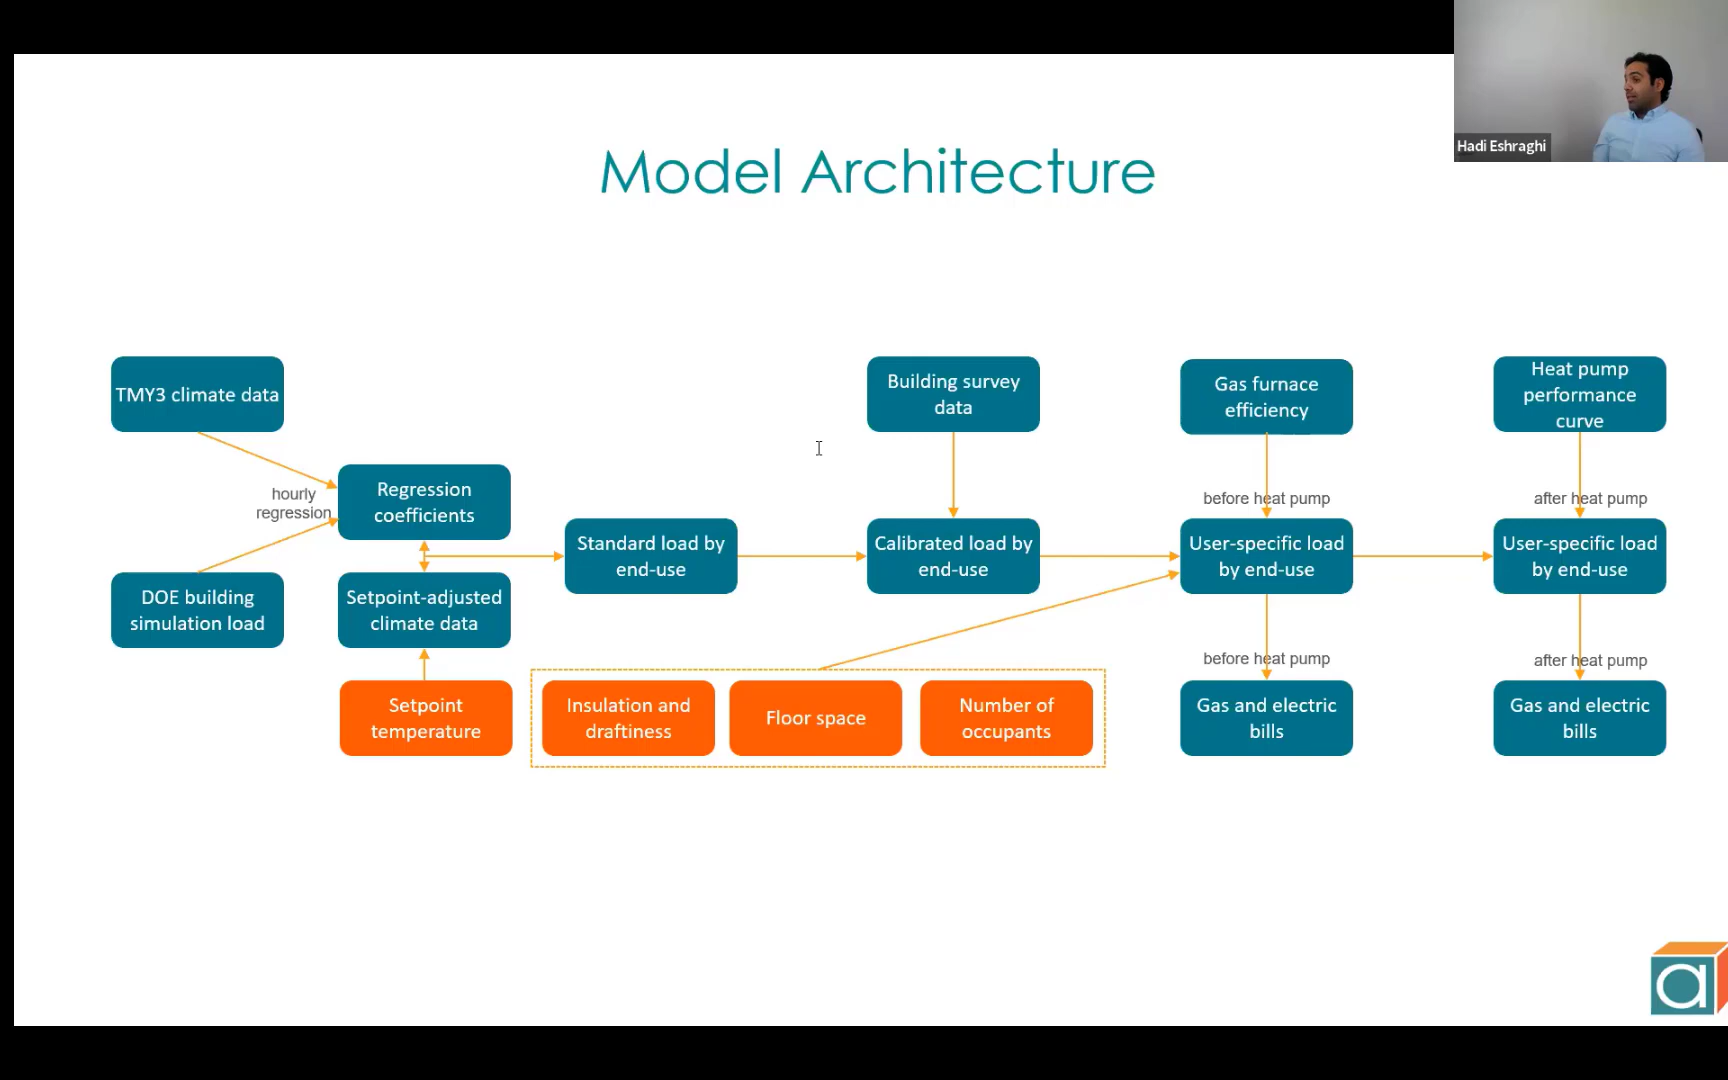 Hadi Eshraghi
Model Architecture
TMY3 climate data
Building survey
data
Gas furnace
efficiency
Heat pump
performance
curve
hourly
regression
Regression
coefficients
before heat pump
after heat pump
Standard load by
end-use
Calibrated load by
end-use
User-specific load
by end-use
User-specific load
by end-use
DOE building
simulation load
Setpoint-adjusted
climate data
before heat pump
after heat pump
Setpoint
temperature
Insulation and
draftiness
Floor space
Number of
occupants
Gas and electric
bills
Gas and electric
bills
a